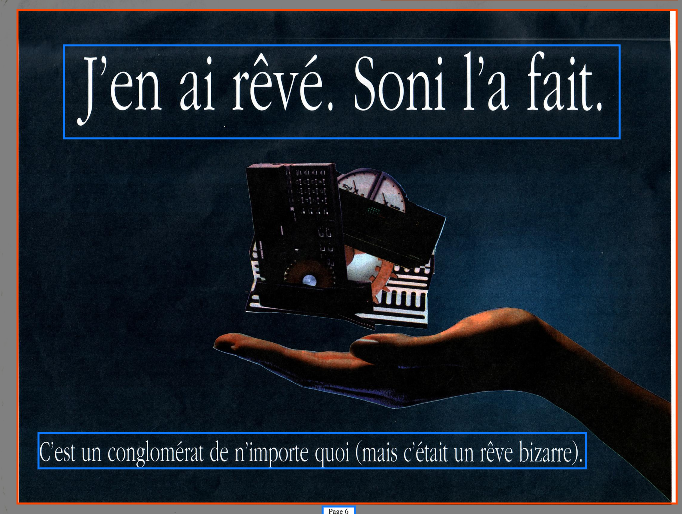 J'en ai rêvé. Soni l'a fait.
C'est un conglomérat de n'importe quoi (mais c'était un rêve bizarre).
Page 6